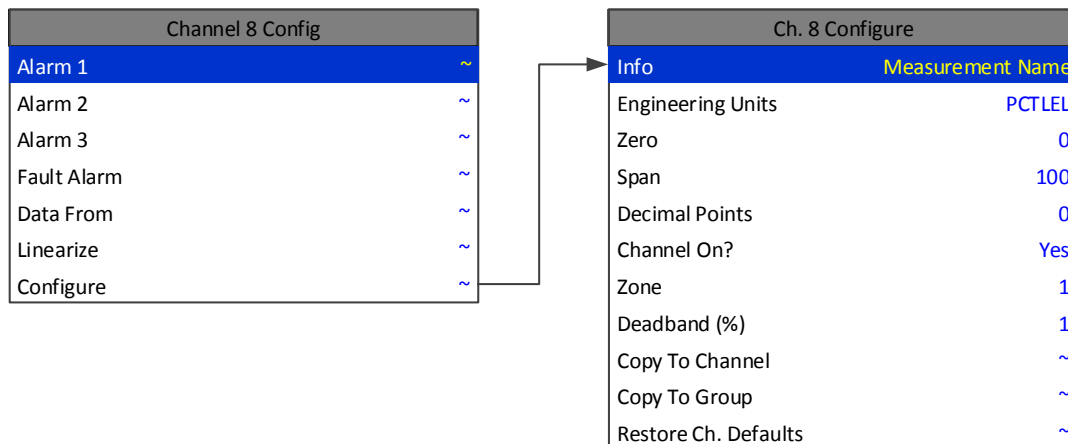 Channel 8 Config
Alarm 1 ~
Alarm 2 ~
Alarm 3 ~
Fault Alarm ~
Data From ~
Linearize ~
Configure ~
Ch. 8 Configure
Info Measurement Name
Engineering Units PCTLEL
Zero 0
Span 100
Decimal Points 0
Channel On? Yes
Zone 1
Deadband (%) 1
Copy To Channel ~
Copy To Group ~
Restore Ch. Defaults ~